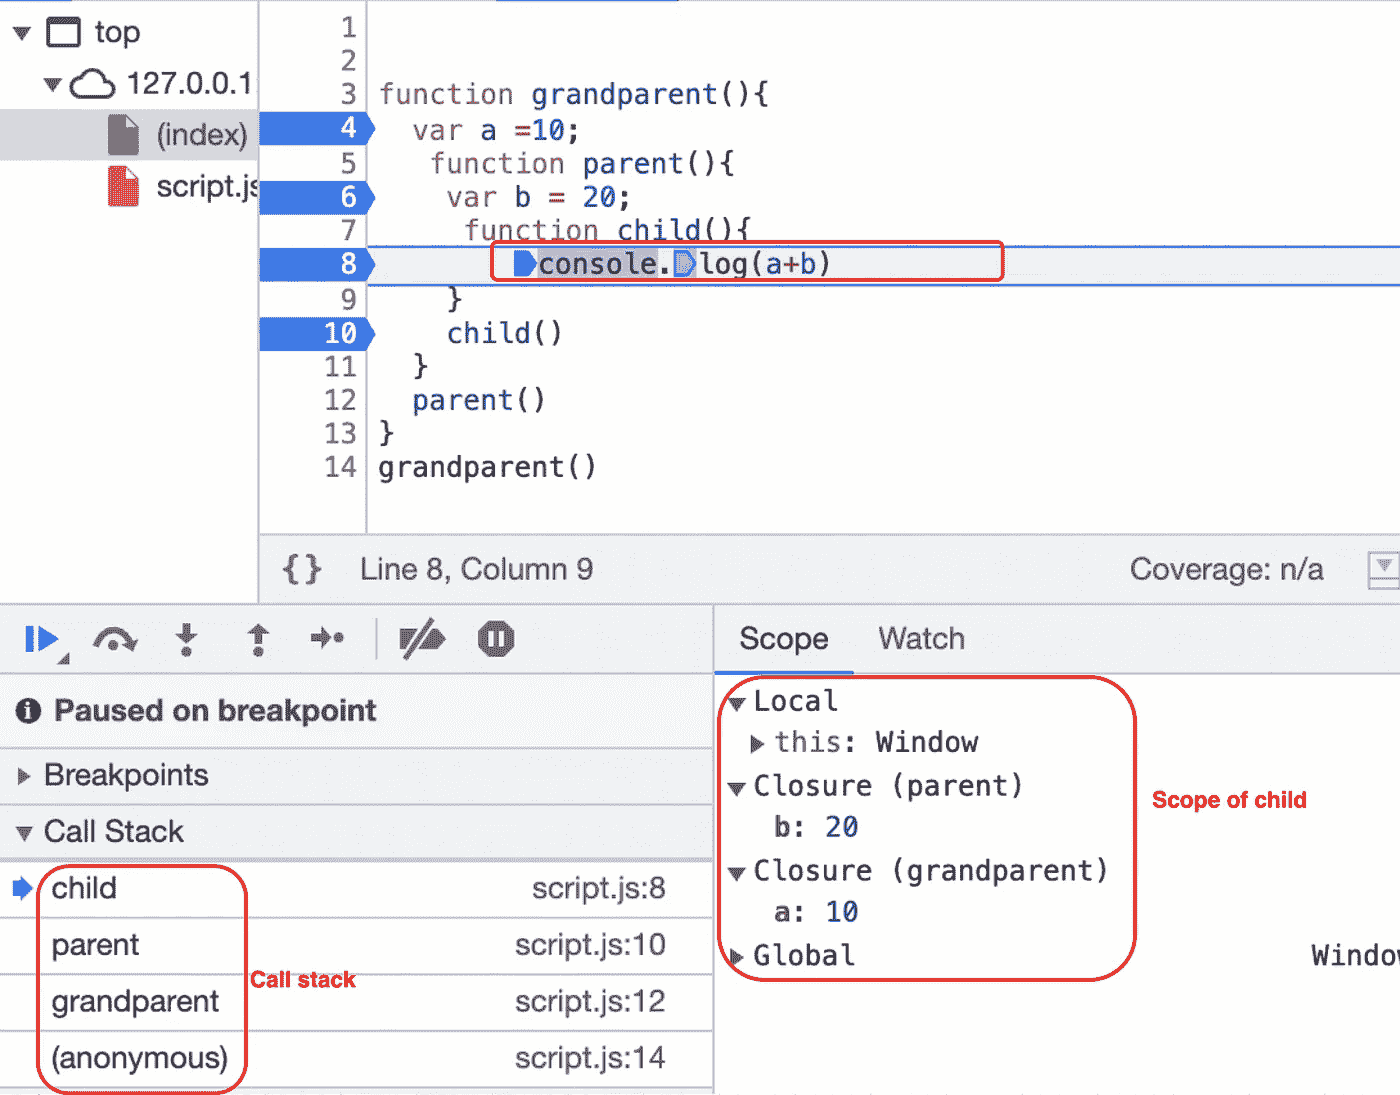 top
127.0.0.1
(index)
script.js
1
2
3 function grandparent(){
4 var a =10;
5 function parent(){
6 var b = 20;
7 function child(){
8 console.log(a+b)
9 }
10 child()
11 }
12 parent()
13 }
14 grandparent()
{} Line 8, Column 9 Coverage: n/a
Paused on breakpoint
Breakpoints
Call Stack
child script.js:8
parent script.js:10
grandparent script.js:12
(anonymous) script.js:14
Call stack
Scope Watch
Local
this: Window
Closure (parent)
b: 20
Closure (grandparent)
a: 10
Global Window
Scope of child